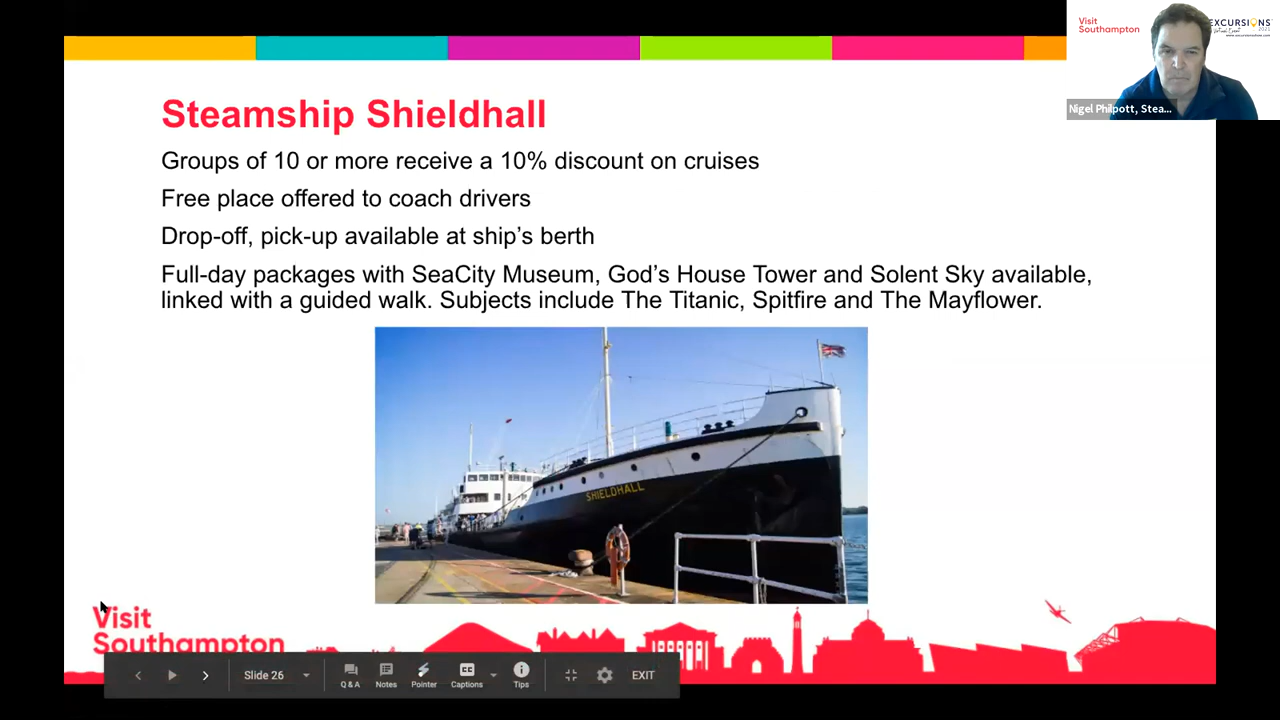 Visit
Southampton
EXCURSIONS
2021
Nigel Philpott, Stea...
Steamship Shieldhall
Groups of 10 or more receive a 10% discount on cruises
Free place offered to coach drivers
Drop-off, pick-up available at ship’s berth
Full-day packages with SeaCity Museum, God’s House Tower and Solent Sky available,
linked with a guided walk. Subjects include The Titanic, Spitfire and The Mayflower.
SHIELDHALL
Visit
Southampton
Slide 26
Q & A
Notes
Pointer
CC
Captions
Tips
EXIT